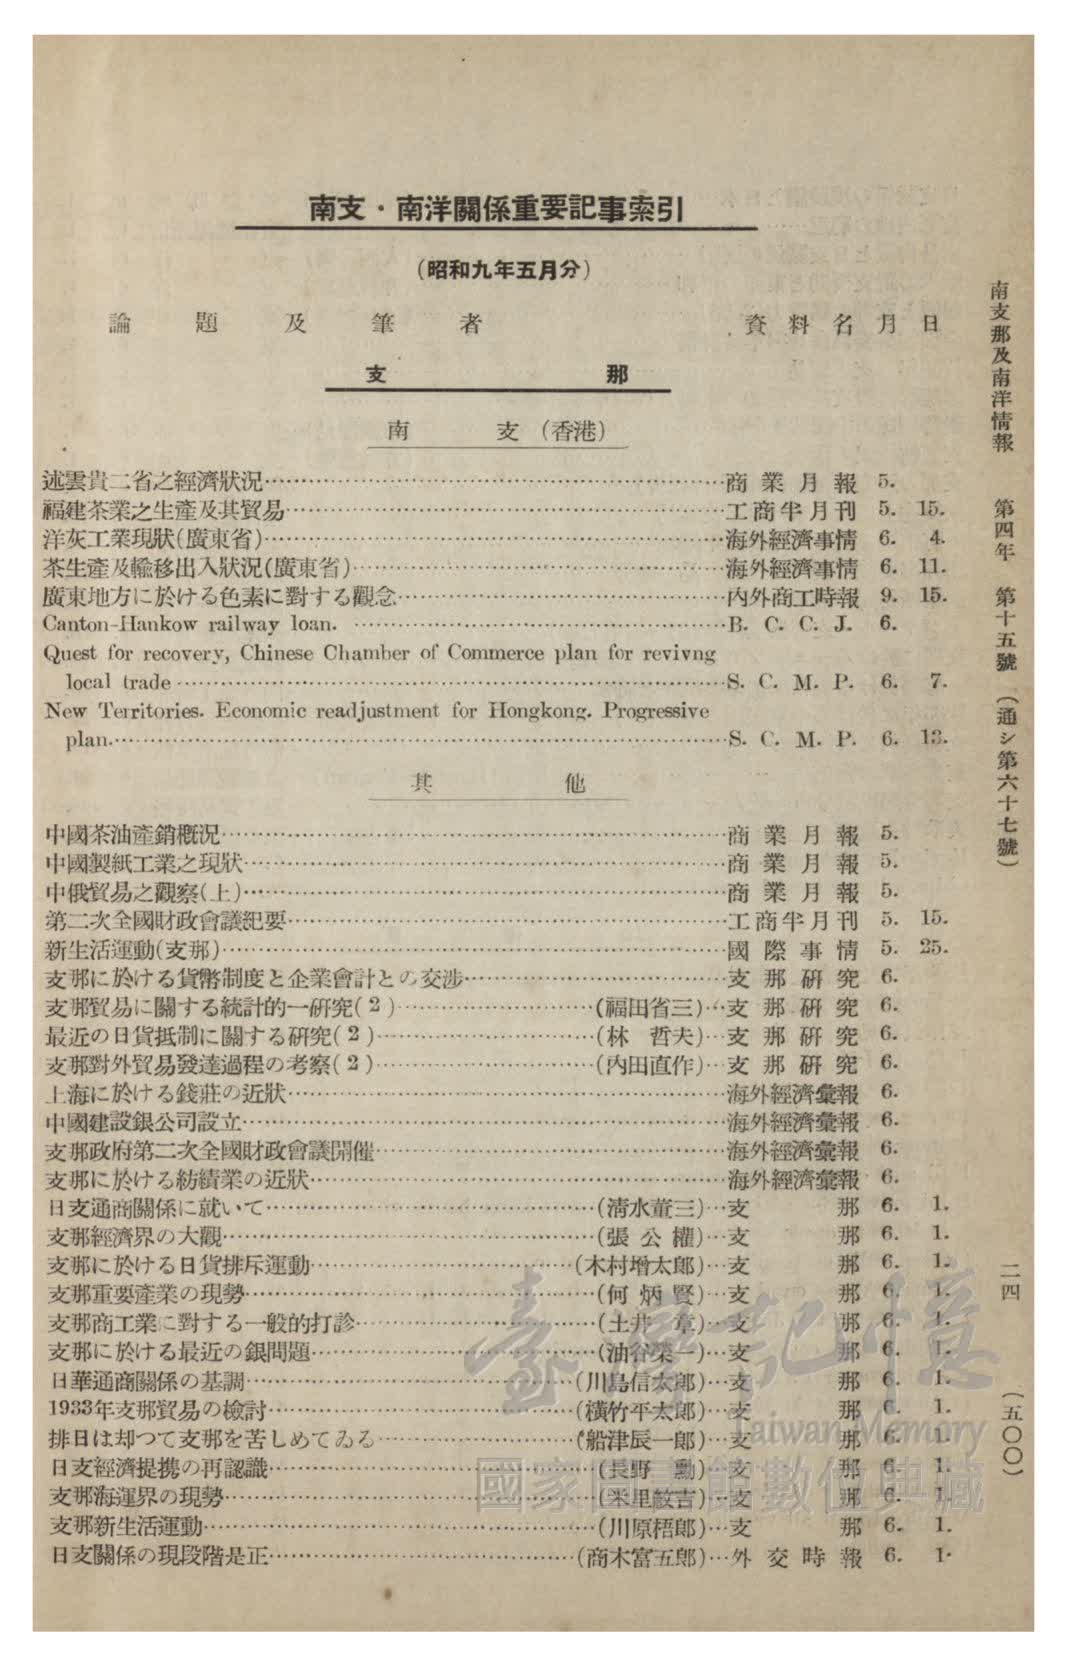 南支・南洋關係重要記事索引
(昭和九年五月分)
論題及筆者 資料名 月 日
支那
南支(香港)
述雲貴二省之經濟狀況 商業月報 5.
福建茶業之生產及其貿易 工商半月刊 5. 15.
洋灰工業現狀(廣東省) 海外經濟事情 6. 4.
茶生產及輸移出入狀況(廣東省) 海外經濟事情 6. 11.
廣東地方に於ける色素に對する觀念 內外商工時報 9. 15.
Canton-Hankow railway loan. B. C. C. J. 6.
Quest for recovery, Chinese Chamber of Commerce plan for revivng
local trade S. C. M. P. 6. 7.
New Territories. Economic readjustment for Hongkong. Progressive
plan. S. C. M. P. 6. 13.
其他
中國茶油產銷概況 商業月報 5.
中國製紙工業之現狀 商業月報 5.
中俄貿易之觀察(上) 商業月報 5.
第二次全國財政會議紀要 工商半月刊 5. 15.
新生活運動(支那) 國際事情 5. 25.
支那に於ける貨幣制度と企業會計との交涉 支那研究 6.
支那貿易に關する統計的一研究(2) (福田省三) 支那研究 6.
最近の日貨抵制に關する研究(2) (林哲夫) 支那研究 6.
支那對外貿易發達過程の考察(2) (內田直作) 支那研究 6.
上海に於ける錢莊の近狀 海外經濟彙報 6.
中國建設銀公司設立 海外經濟彙報 6.
支那政府第二次全國財政會議開催 海外經濟彙報 6.
支那に於ける紡績業の近狀 海外經濟彙報 6.
日支通商關係に就いて (清水董三) 支那 6. 1.
支那經濟界の大觀 (張公權) 支那 6. 1.
支那に於ける日貨排斥運動 (木村增太郎) 支那 6. 1.
支那重要產業の現勢 (何炳賢) 支那 6. 1.
支那商工業に對する一般的打診 (土井章) 支那 6. 1.
支那に於ける最近の銀問題 (油谷榮一) 支那 6. 1.
日華通商關係の基調 (川島信太郎) 支那 6. 1.
1933年支那貿易の檢討 (橫竹平太郎) 支那 6. 1.
排日は却つて支那を苦しめてゐる (船津辰一郎) 支那 6. 1.
日支經濟提携の再認識 (長野勳) 支那 6. 1.
支那海運界の現勢 (米里紋吉) 支那 6. 1.
支那新生活運動 (川原梧郎) 支那 6. 1.
日支關係の現段階是正 (商木富五郎) 外交時報 6. 1.
南支那及南洋情報 第四年 第十五號 (通シ第六十七號) 二四 (五〇〇)
臺灣記憶
Taiwan Memory
國家圖書館數位典藏